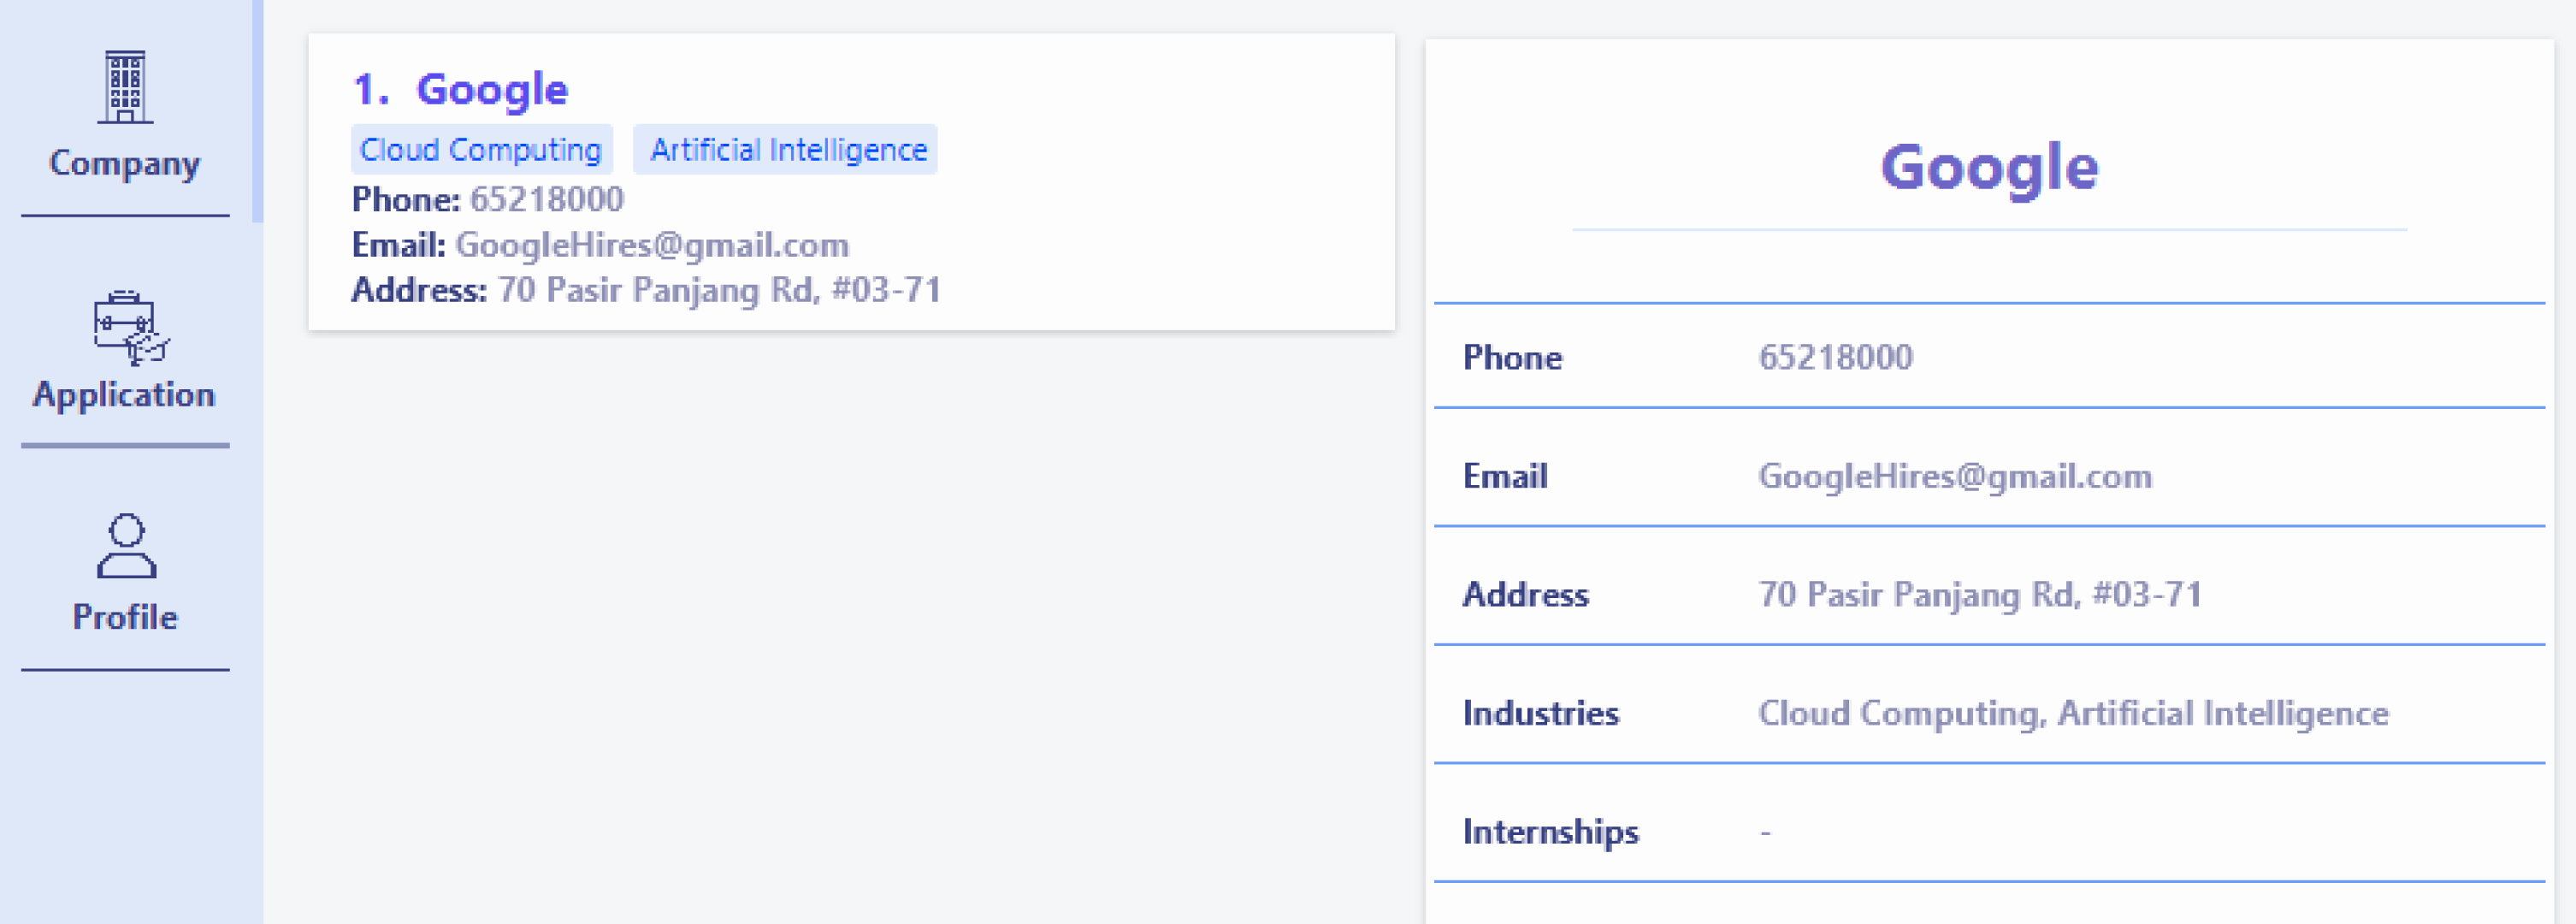 Company
Application
Profile
1. Google
Cloud Computing Artificial Intelligence
Phone: 65218000
Email: GoogleHires@gmail.com
Address: 70 Pasir Panjang Rd, #03-71
Google
Phone 65218000
Email GoogleHires@gmail.com
Address 70 Pasir Panjang Rd, #03-71
Industries Cloud Computing, Artificial Intelligence
Internships -